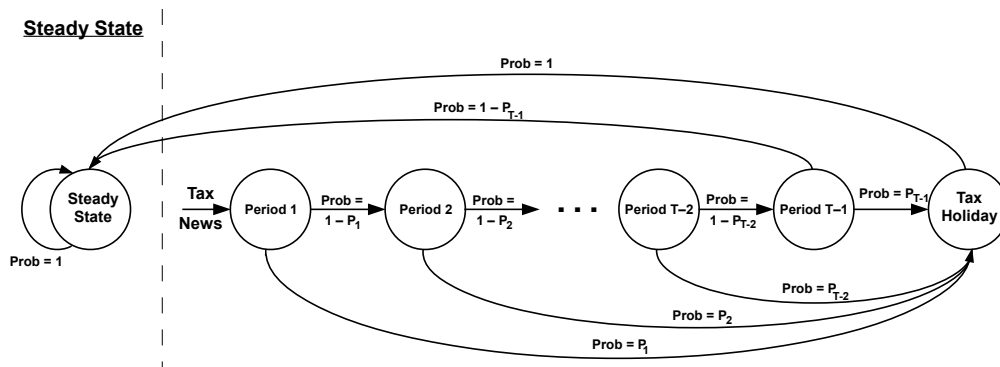 Steady State
Prob = 1
Prob = 1 – P_{T-1}
Steady
State
Prob = 1
Tax
News
Period 1
Prob =
1 – P_1
Period 2
Prob =
1 – P_2
. . .
Period T–2
Prob =
1 – P_{T-2}
Period T–1
Prob = P_{T-1}
Tax
Holiday
Prob = P_{T-2}
Prob = P_2
Prob = P_1